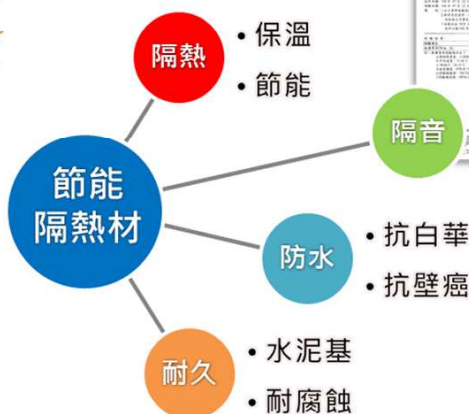 隔熱
• 保溫
• 節能
隔音
節能
隔熱材
防水
• 抗白華
• 抗壁癌
耐久
• 水泥基
• 耐腐蝕